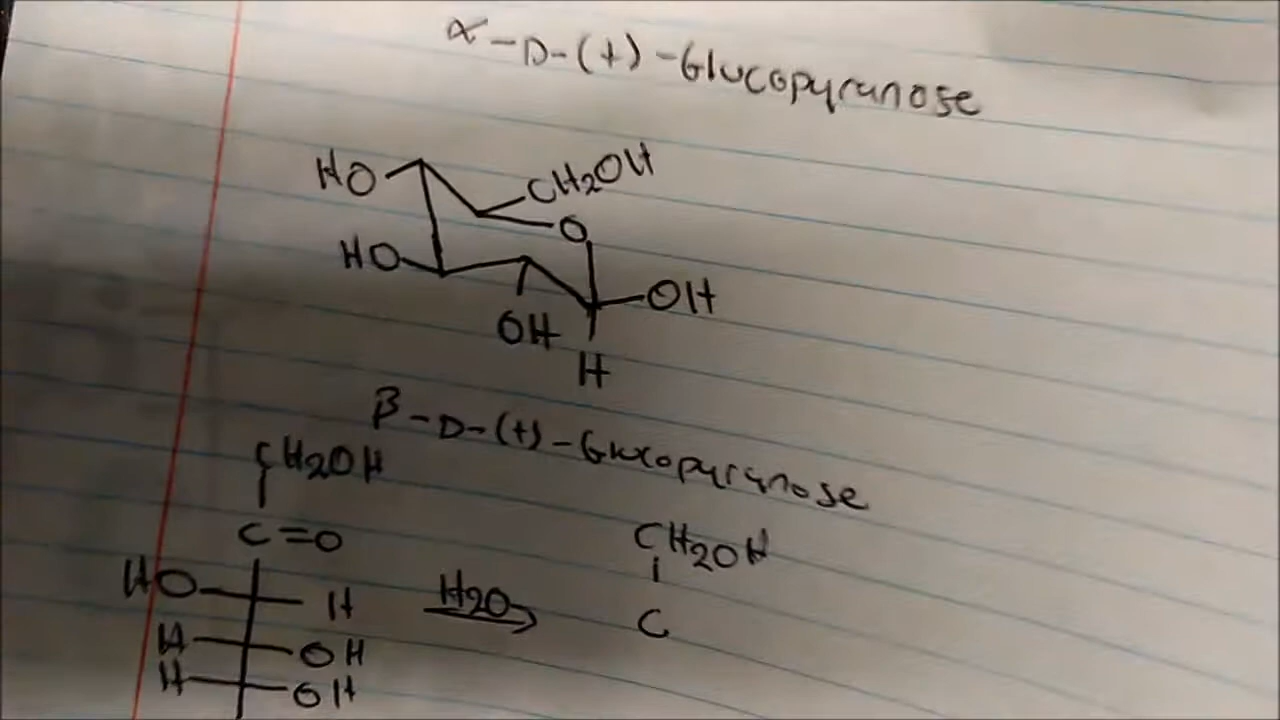 α-D-(+)-Glucopyranose
HO
CH2OH
O
HO
OH
OH
H
β-D-(+)-Glucopyranose
CH2OH
C=O
HO H
H OH
H OH
H2O
CH2OH
C